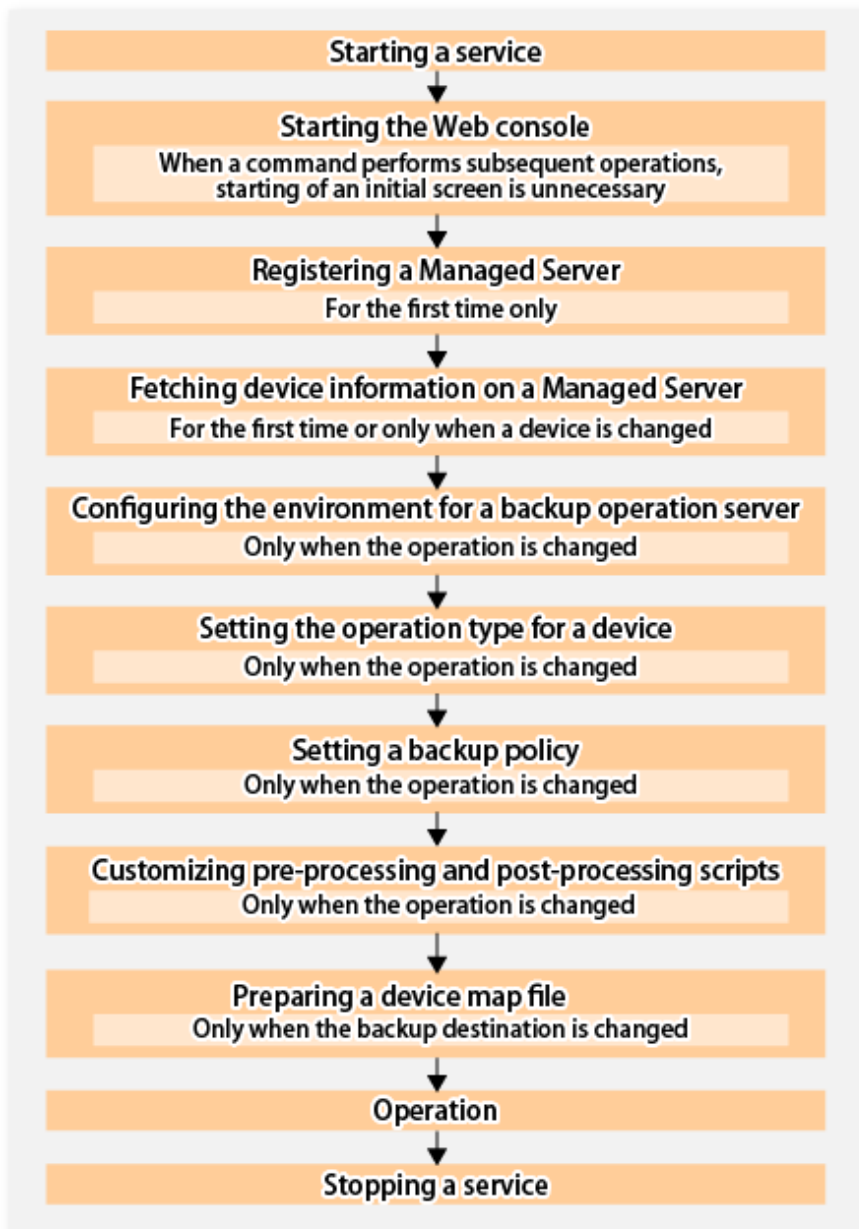 Starting a service
Starting the Web console
When a command performs subsequent operations,
starting of an initial screen is unnecessary
Registering a Managed Server
For the first time only
Fetching device information on a Managed Server
For the first time or only when a device is changed
Configuring the environment for a backup operation server
Only when the operation is changed
Setting the operation type for a device
Only when the operation is changed
Setting a backup policy
Only when the operation is changed
Customizing pre-processing and post-processing scripts
Only when the operation is changed
Preparing a device map file
Only when the backup destination is changed
Operation
Stopping a service